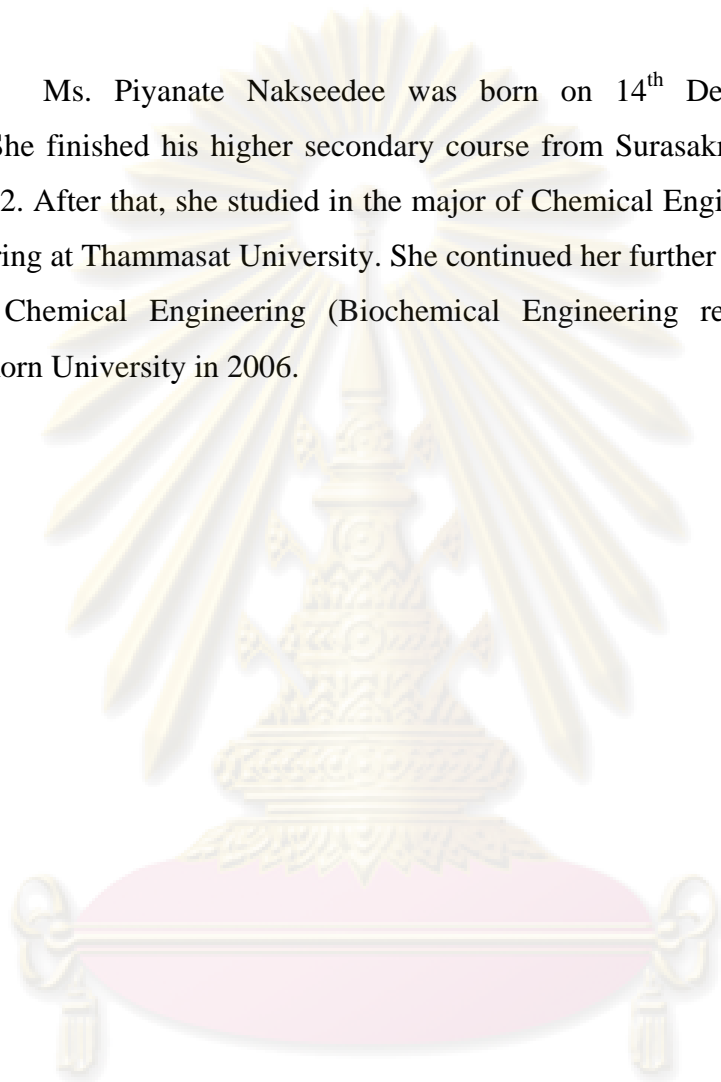 Ms. Piyanate Nakseedee was born on 14th De
She finished his higher secondary course from Surasakr
2. After that, she studied in the major of Chemical Engi
ring at Thammasat University. She continued her further
Chemical Engineering (Biochemical Engineering re
orn University in 2006.